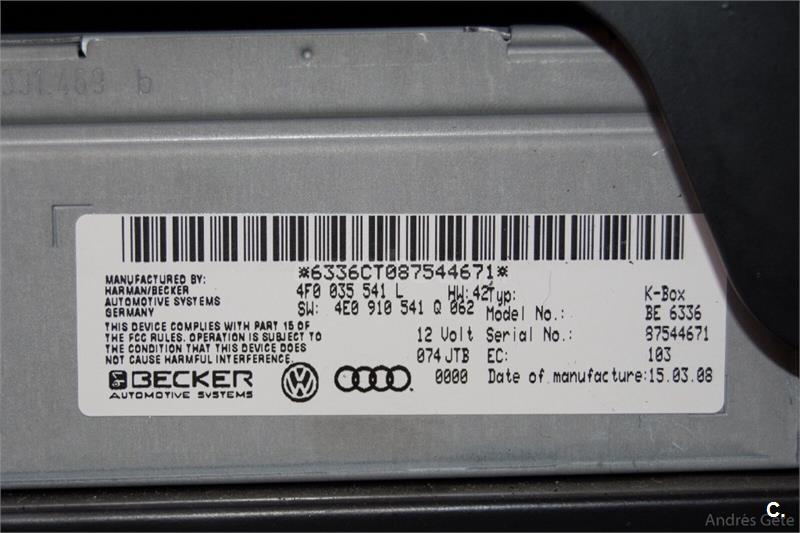 331.469 b
*6336CT087544671*
MANUFACTURED BY:
HARMAN/BECKER
AUTOMOTIVE SYSTEMS
GERMANY
THIS DEVICE COMPLIES WITH PART 15 OF
THE FCC RULES. OPERATION IS SUBJECT
TO THE CONDITION THAT THIS DEVICE DOES
NOT CAUSE HARMFUL INTERFERENCE.
BECKER
AUTOMOTIVE SYSTEMS
4F0 035 541 L HW:42
SW: 4E0 910 541 Q 062
12 Volt
074 JTB
0000
Typ: K-Box
Model No.: BE 6336
Serial No.: 87544671
EC: 103
Date of manufacture:15.03.08
C.
Andrés Gete